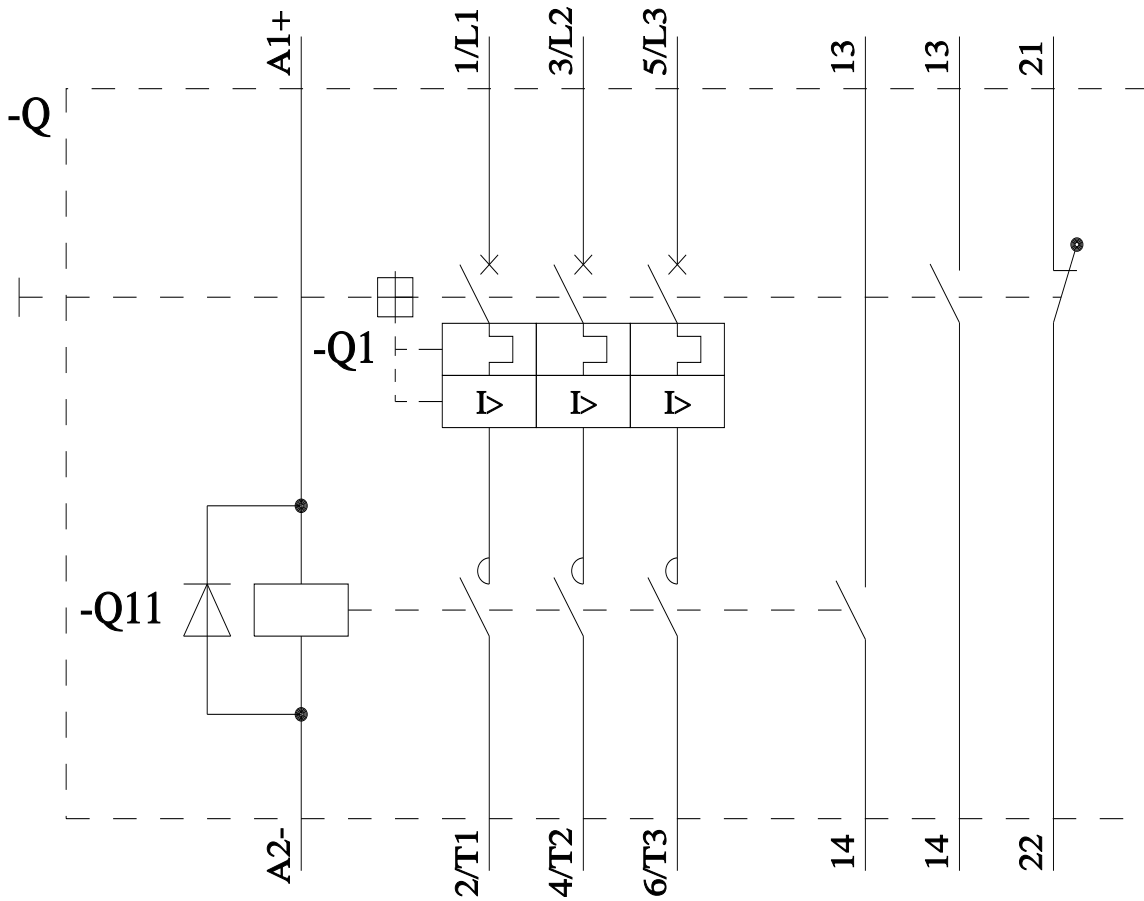 A1+
1/L1
3/L2
5/L3
13
13
21
-Q
-Q1
I>
I>
I>
-Q11
A2-
2/T1
4/T2
6/T3
14
14
22